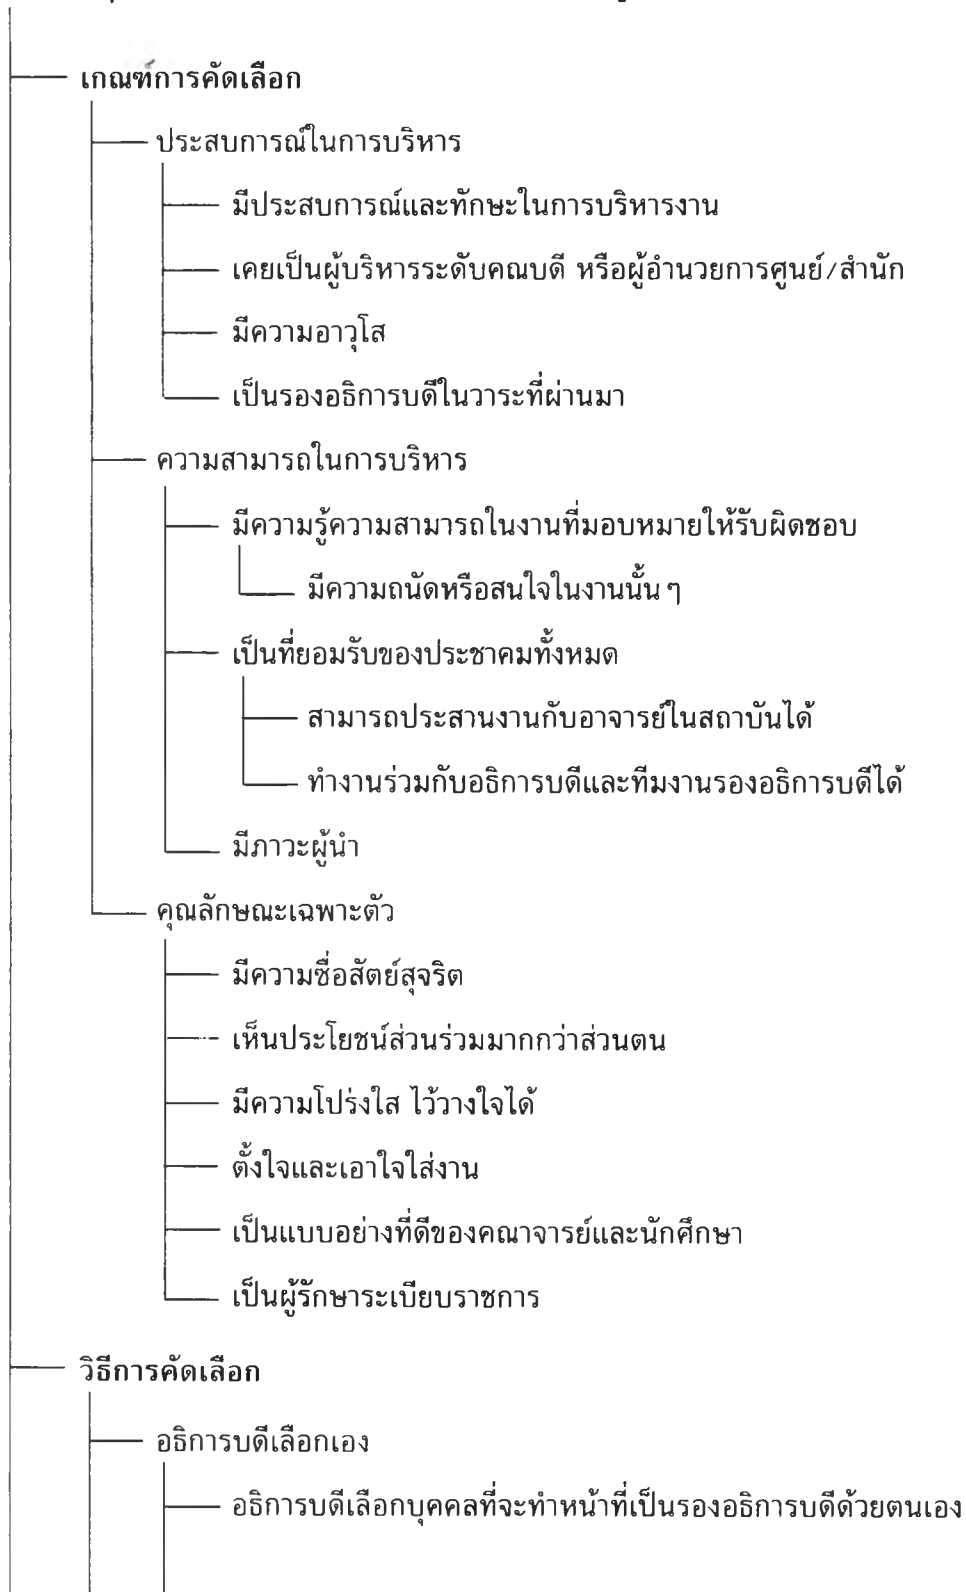 เกณฑ์การคัดเลือก
ประสบการณ์ในการบริหาร
มีประสบการณ์และทักษะในการบริหารงาน
เคยเป็นผู้บริหารระดับคณบดี หรือผู้อำนวยการศูนย์/สำนัก
มีความอาวุโส
เป็นรองอธิการบดีในวาระที่ผ่านมา
ความสามารถในการบริหาร
มีความรู้ความสามารถในงานที่มอบหมายให้รับผิดชอบ
มีความถนัดหรือสนใจในงานนั้น ๆ
เป็นที่ยอมรับของประชาคมทั้งหมด
สามารถประสานงานกับอาจารย์ในสถาบันได้
ทำงานร่วมกับอธิการบดีและทีมงานรองอธิการบดีได้
มีภาวะผู้นำ
คุณลักษณะเฉพาะตัว
มีความซื่อสัตย์สุจริต
เห็นประโยชน์ส่วนร่วมมากกว่าส่วนตน
มีความโปร่งใส ไว้วางใจได้
ตั้งใจและเอาใจใส่งาน
เป็นแบบอย่างที่ดีของคณาจารย์และนักศึกษา
เป็นผู้รักษาระเบียบราชการ
วิธีการคัดเลือก
อธิการบดีเลือกเอง
อธิการบดีเลือกบุคคลที่จะทำหน้าที่เป็นรองอธิการบดีด้วยตนเอง